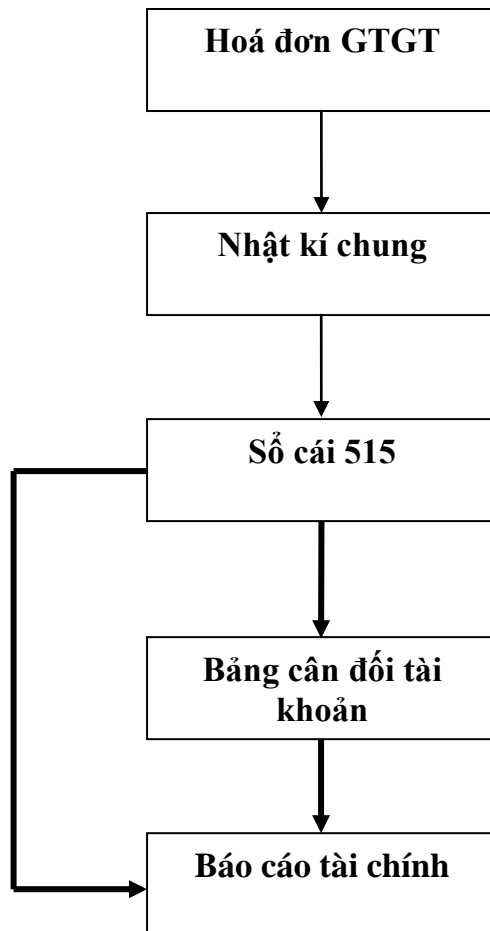 Hoá đơn GTGT
Nhật kí chung
Sổ cái 515
Bảng cân đối tài
khoản
Báo cáo tài chính